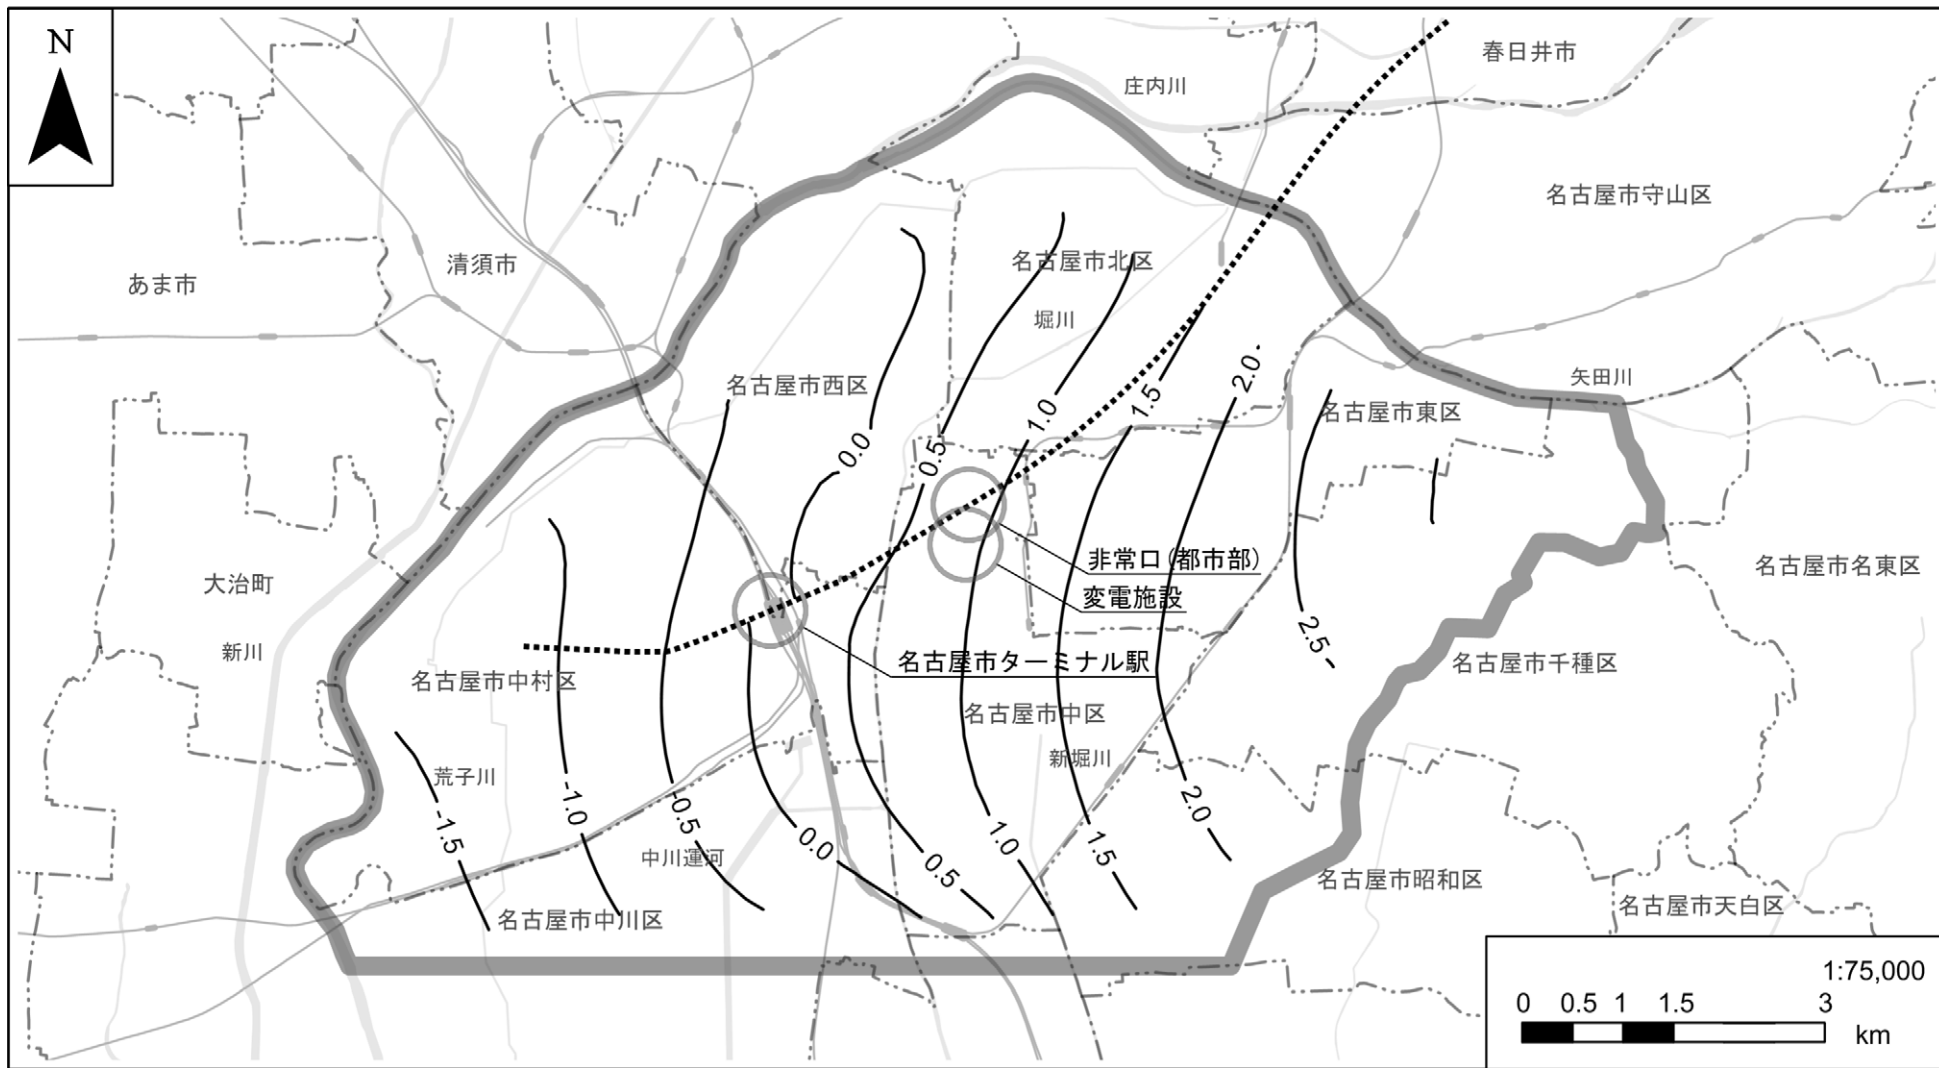 N
春日井市
庄内川
名古屋市守山区
清須市
名古屋市北区
あま市
堀川
2.0
名古屋市西区
矢田川
1.5
1.0
名古屋市東区
0.0
0.5
非常口(都市部)
名古屋市名東区
大治町
変電施設
2.5
新川
名古屋市ターミナル駅
名古屋市千種区
名古屋市中村区
名古屋市中区
新堀川
荒子川
-1.0
2.0
-0.5
-1.5
1.0
0.0
1.5
中川運河
0.5
名古屋市昭和区
名古屋市天白区
名古屋市中川区
1:75,000
0 0.5 1 1.5 3
km